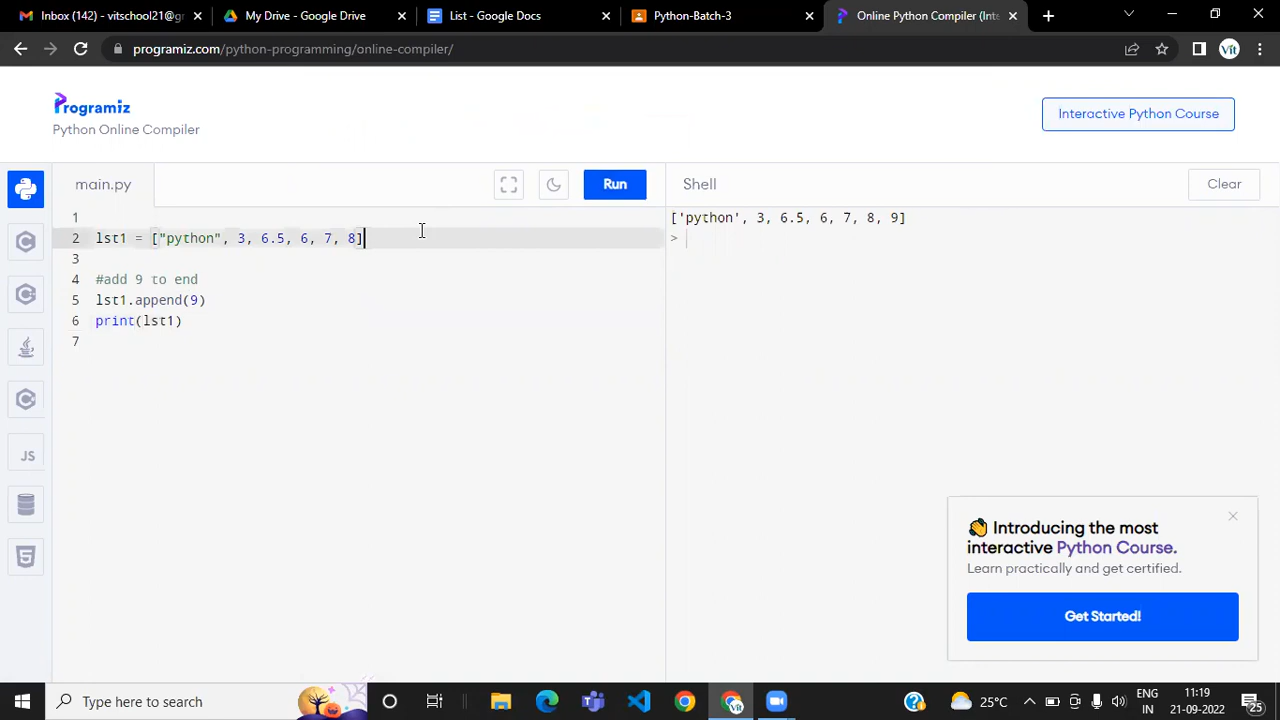 Inbox (142) - vitschool21@gr
My Drive - Google Drive
List - Google Docs
Python-Batch-3
Online Python Compiler (Inte
programiz.com/python-programming/online-compiler/
Vit
Programiz
Python Online Compiler
Interactive Python Course
main.py
Run
Shell
Clear
1
2 lst1 = ["python", 3, 6.5, 6, 7, 8]
3
4 #add 9 to end
5 lst1.append(9)
6 print(lst1)
7
['python', 3, 6.5, 6, 7, 8, 9]
>
JS
👋 Introducing the most
interactive Python Course.
Learn practically and get certified.
Get Started!
Type here to search
25°C
ENG
IN
11:19
21-09-2022
25